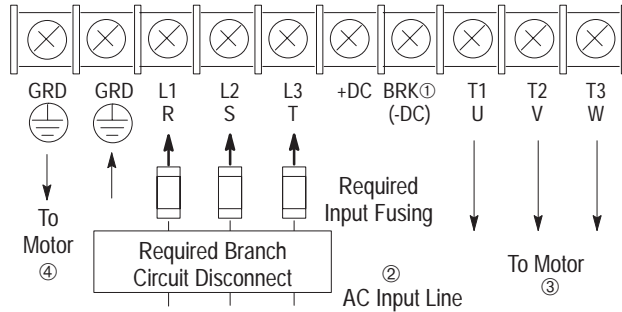 GRD GRD L1 L2 L3 +DC BRK① T1 T2 T3
R S T (-DC) U V W
Required
Input Fusing
To
Motor
④
Required Branch
Circuit Disconnect
②
AC Input Line
To Motor
③